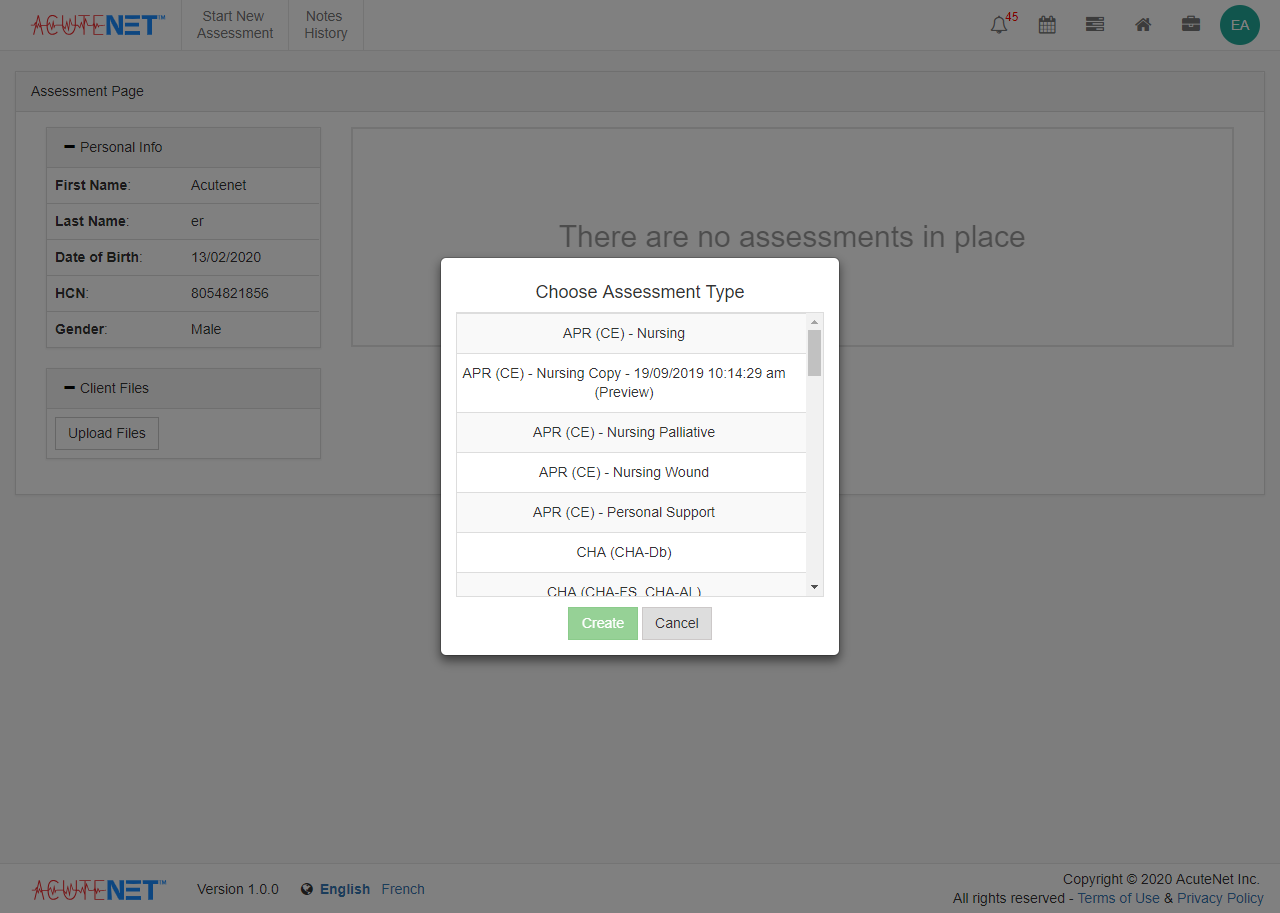 ACUTENET™
Start New
Assessment
Notes
History
45
EA
Assessment Page
Personal Info
First Name: Acutenet
Last Name: er
Date of Birth: 13/02/2020
HCN: 8054821856
Gender: Male
Client Files
Upload Files
There are no assessments in place
Choose Assessment Type
APR (CE) - Nursing
APR (CE) - Nursing Copy - 19/09/2019 10:14:29 am
(Preview)
APR (CE) - Nursing Palliative
APR (CE) - Nursing Wound
APR (CE) - Personal Support
CHA (CHA-Db)
CHA (CHA-FS, CHA-AL)
Create
Cancel
ACUTENET™
Version 1.0.0
English
French
Copyright © 2020 AcuteNet Inc.
All rights reserved - Terms of Use & Privacy Policy